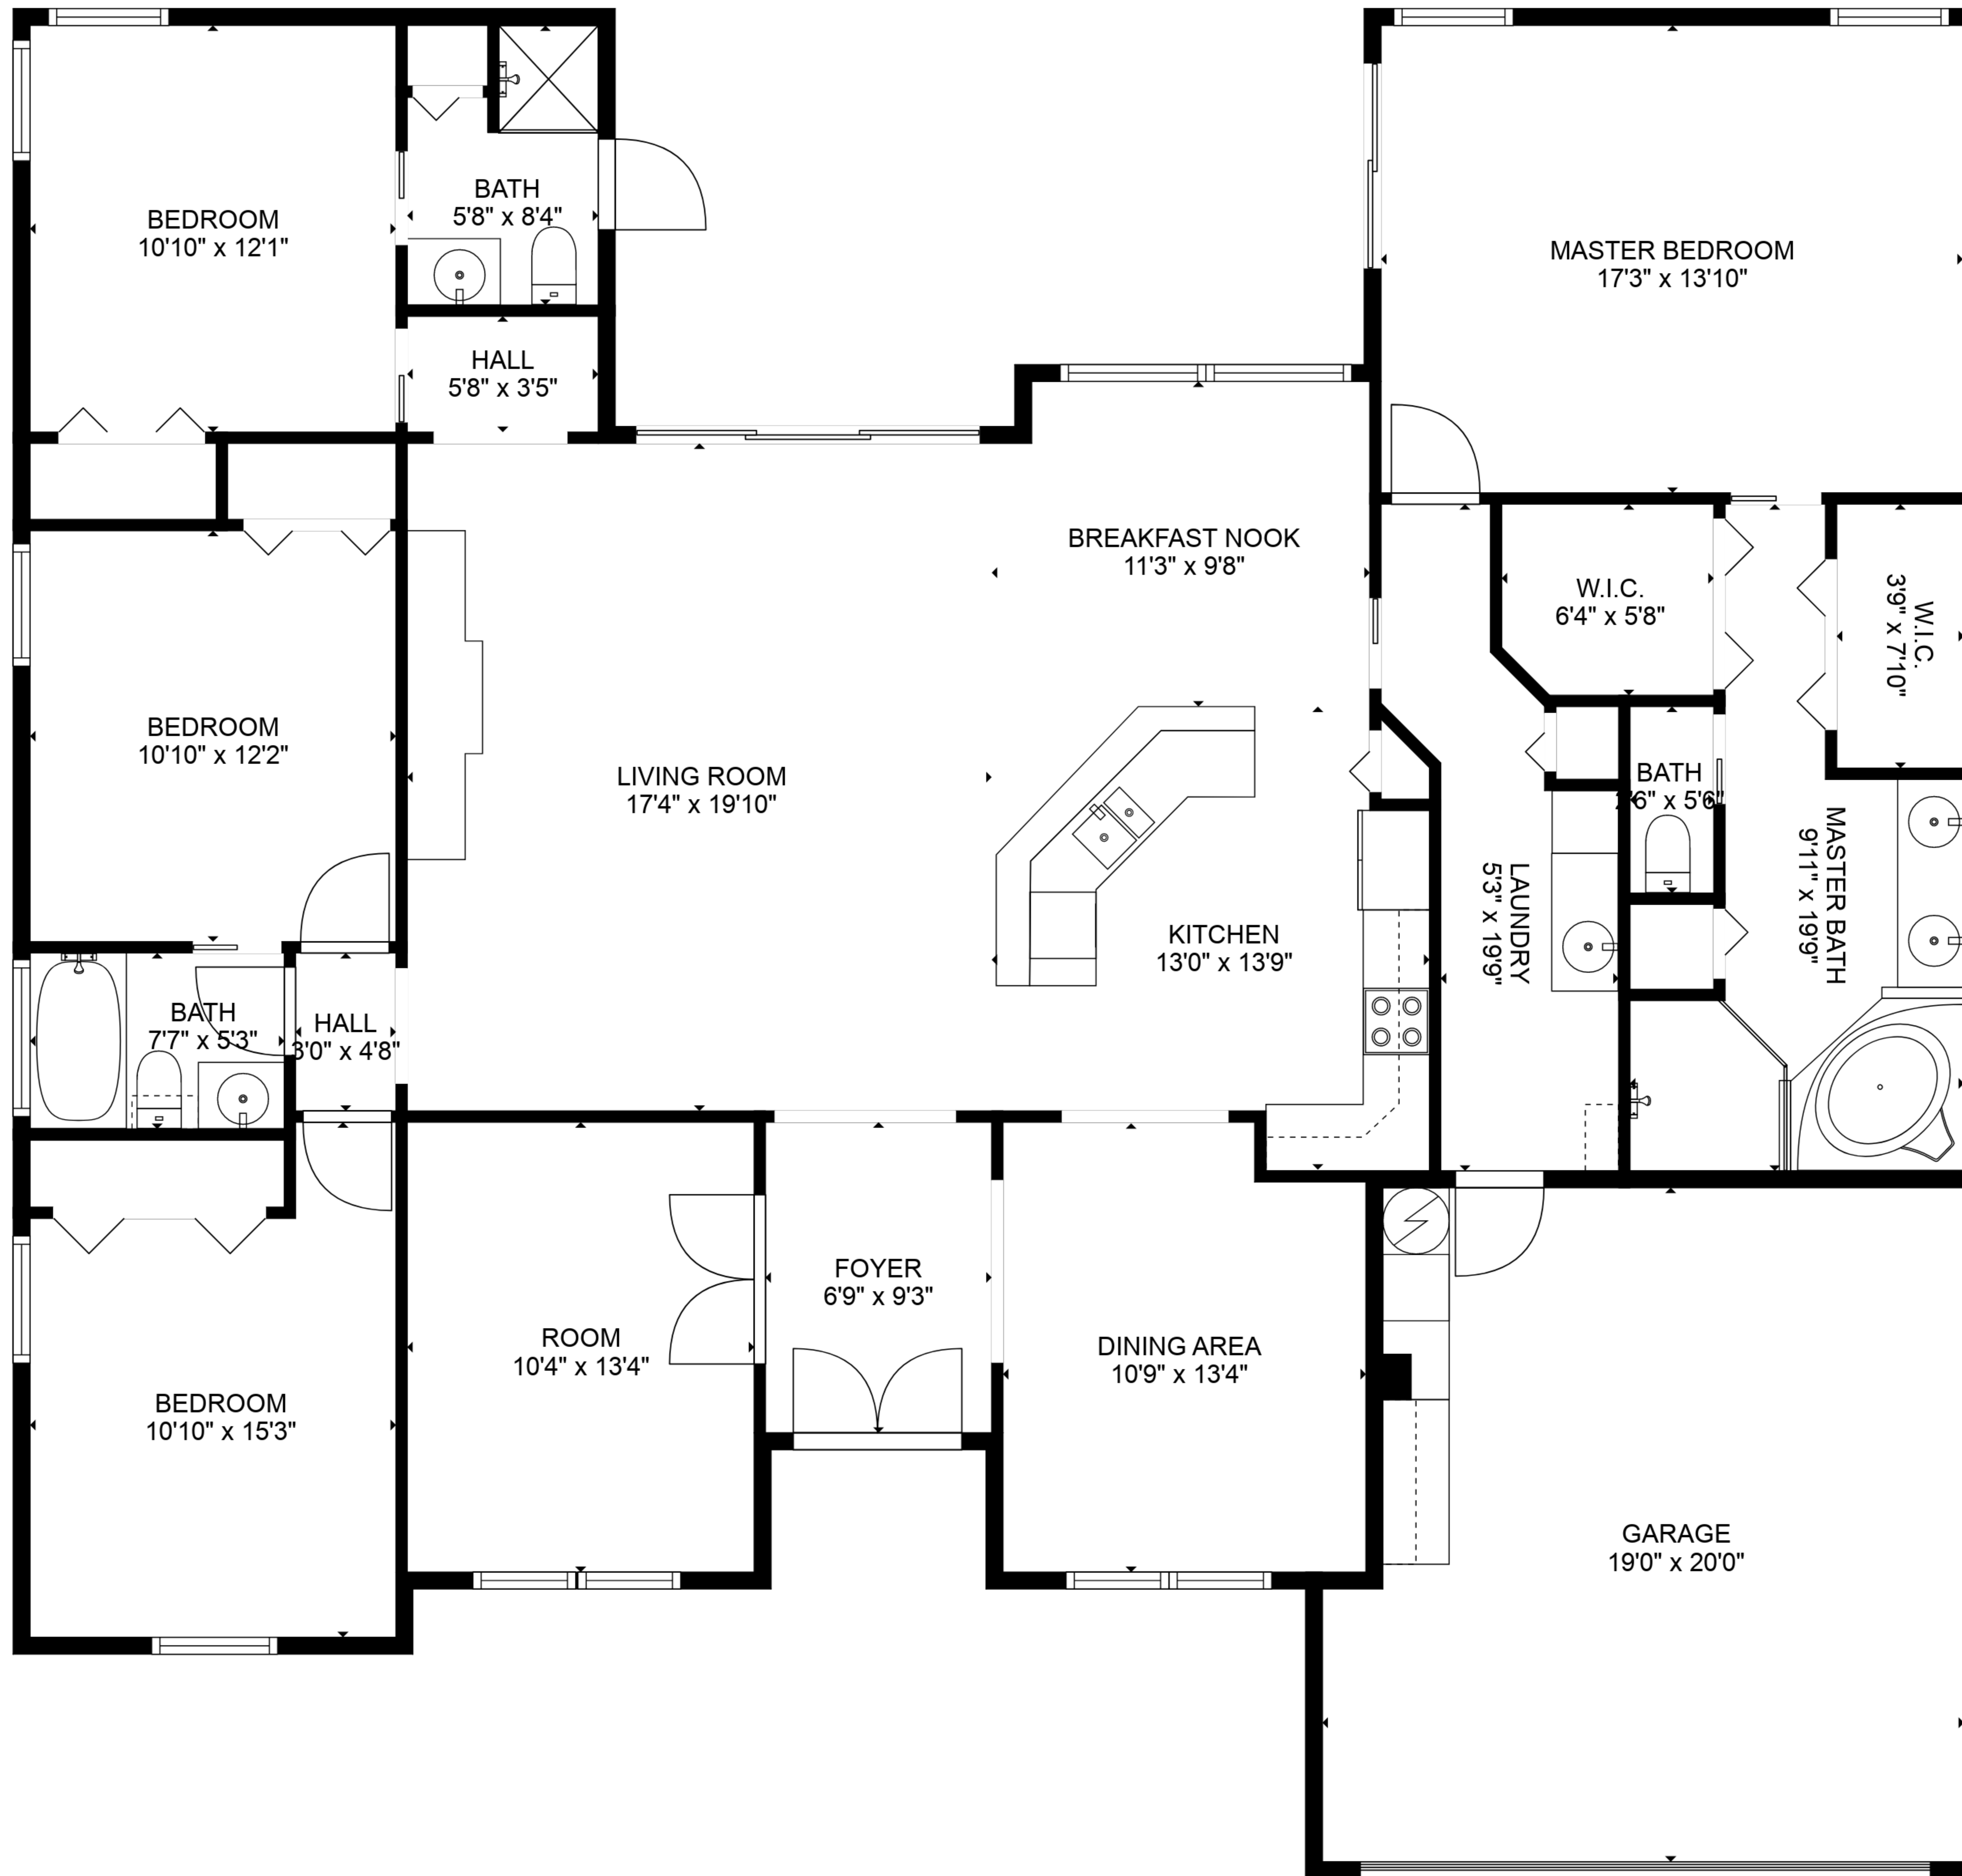 BEDROOM
10'10" x 12'1"
BATH
5'8" x 8'4"
HALL
5'8" x 3'5"
MASTER BEDROOM
17'3" x 13'10"
BREAKFAST NOOK
11'3" x 9'8"
W.I.C.
6'4" x 5'8"
W.I.C.
3'9" x 7'10"
BEDROOM
10'10" x 12'2"
LIVING ROOM
17'4" x 19'10"
BATH
x 5'6"
MASTER BATH
9'11" x 19'9"
LAUNDRY
5'3" x 19'9"
KITCHEN
13'0" x 13'9"
BATH
7'7" x 5'3"
HALL
3'0" x 4'8"
FOYER
6'9" x 9'3"
ROOM
10'4" x 13'4"
DINING AREA
10'9" x 13'4"
BEDROOM
10'10" x 15'3"
GARAGE
19'0" x 20'0"